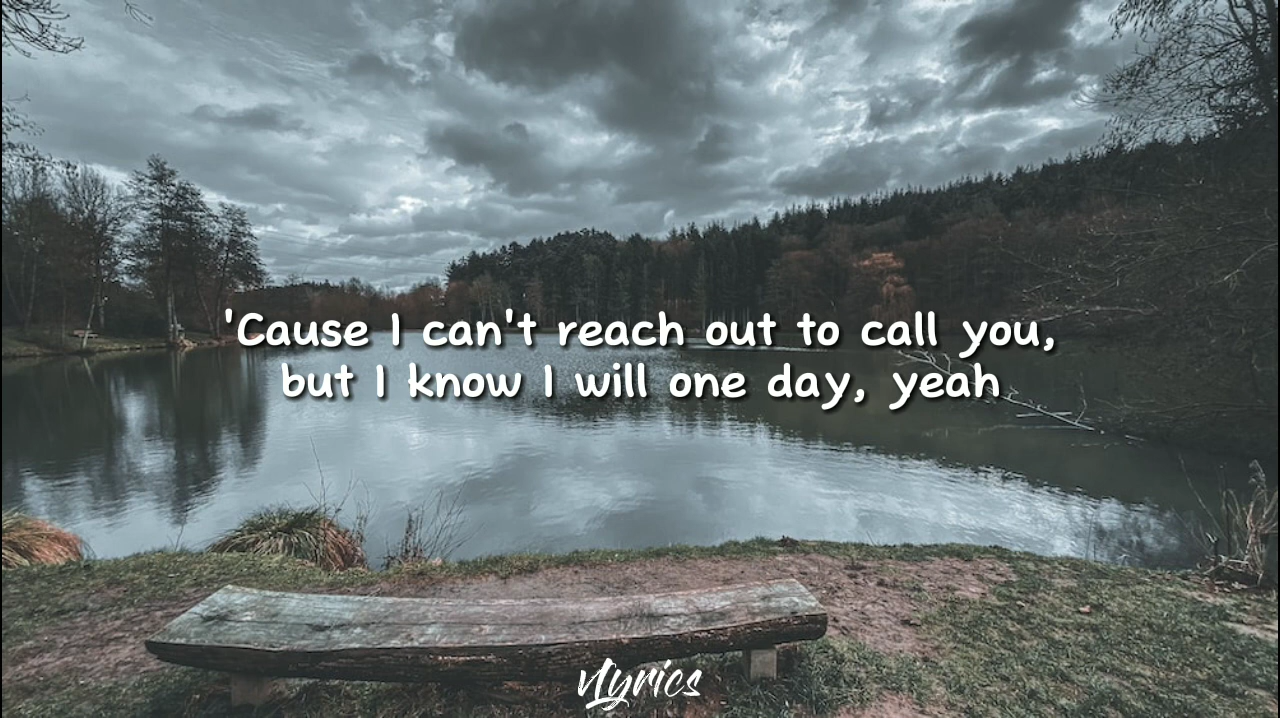 'Cause I can't reach out to call you,
but I know I will one day, yeah
vLyrics